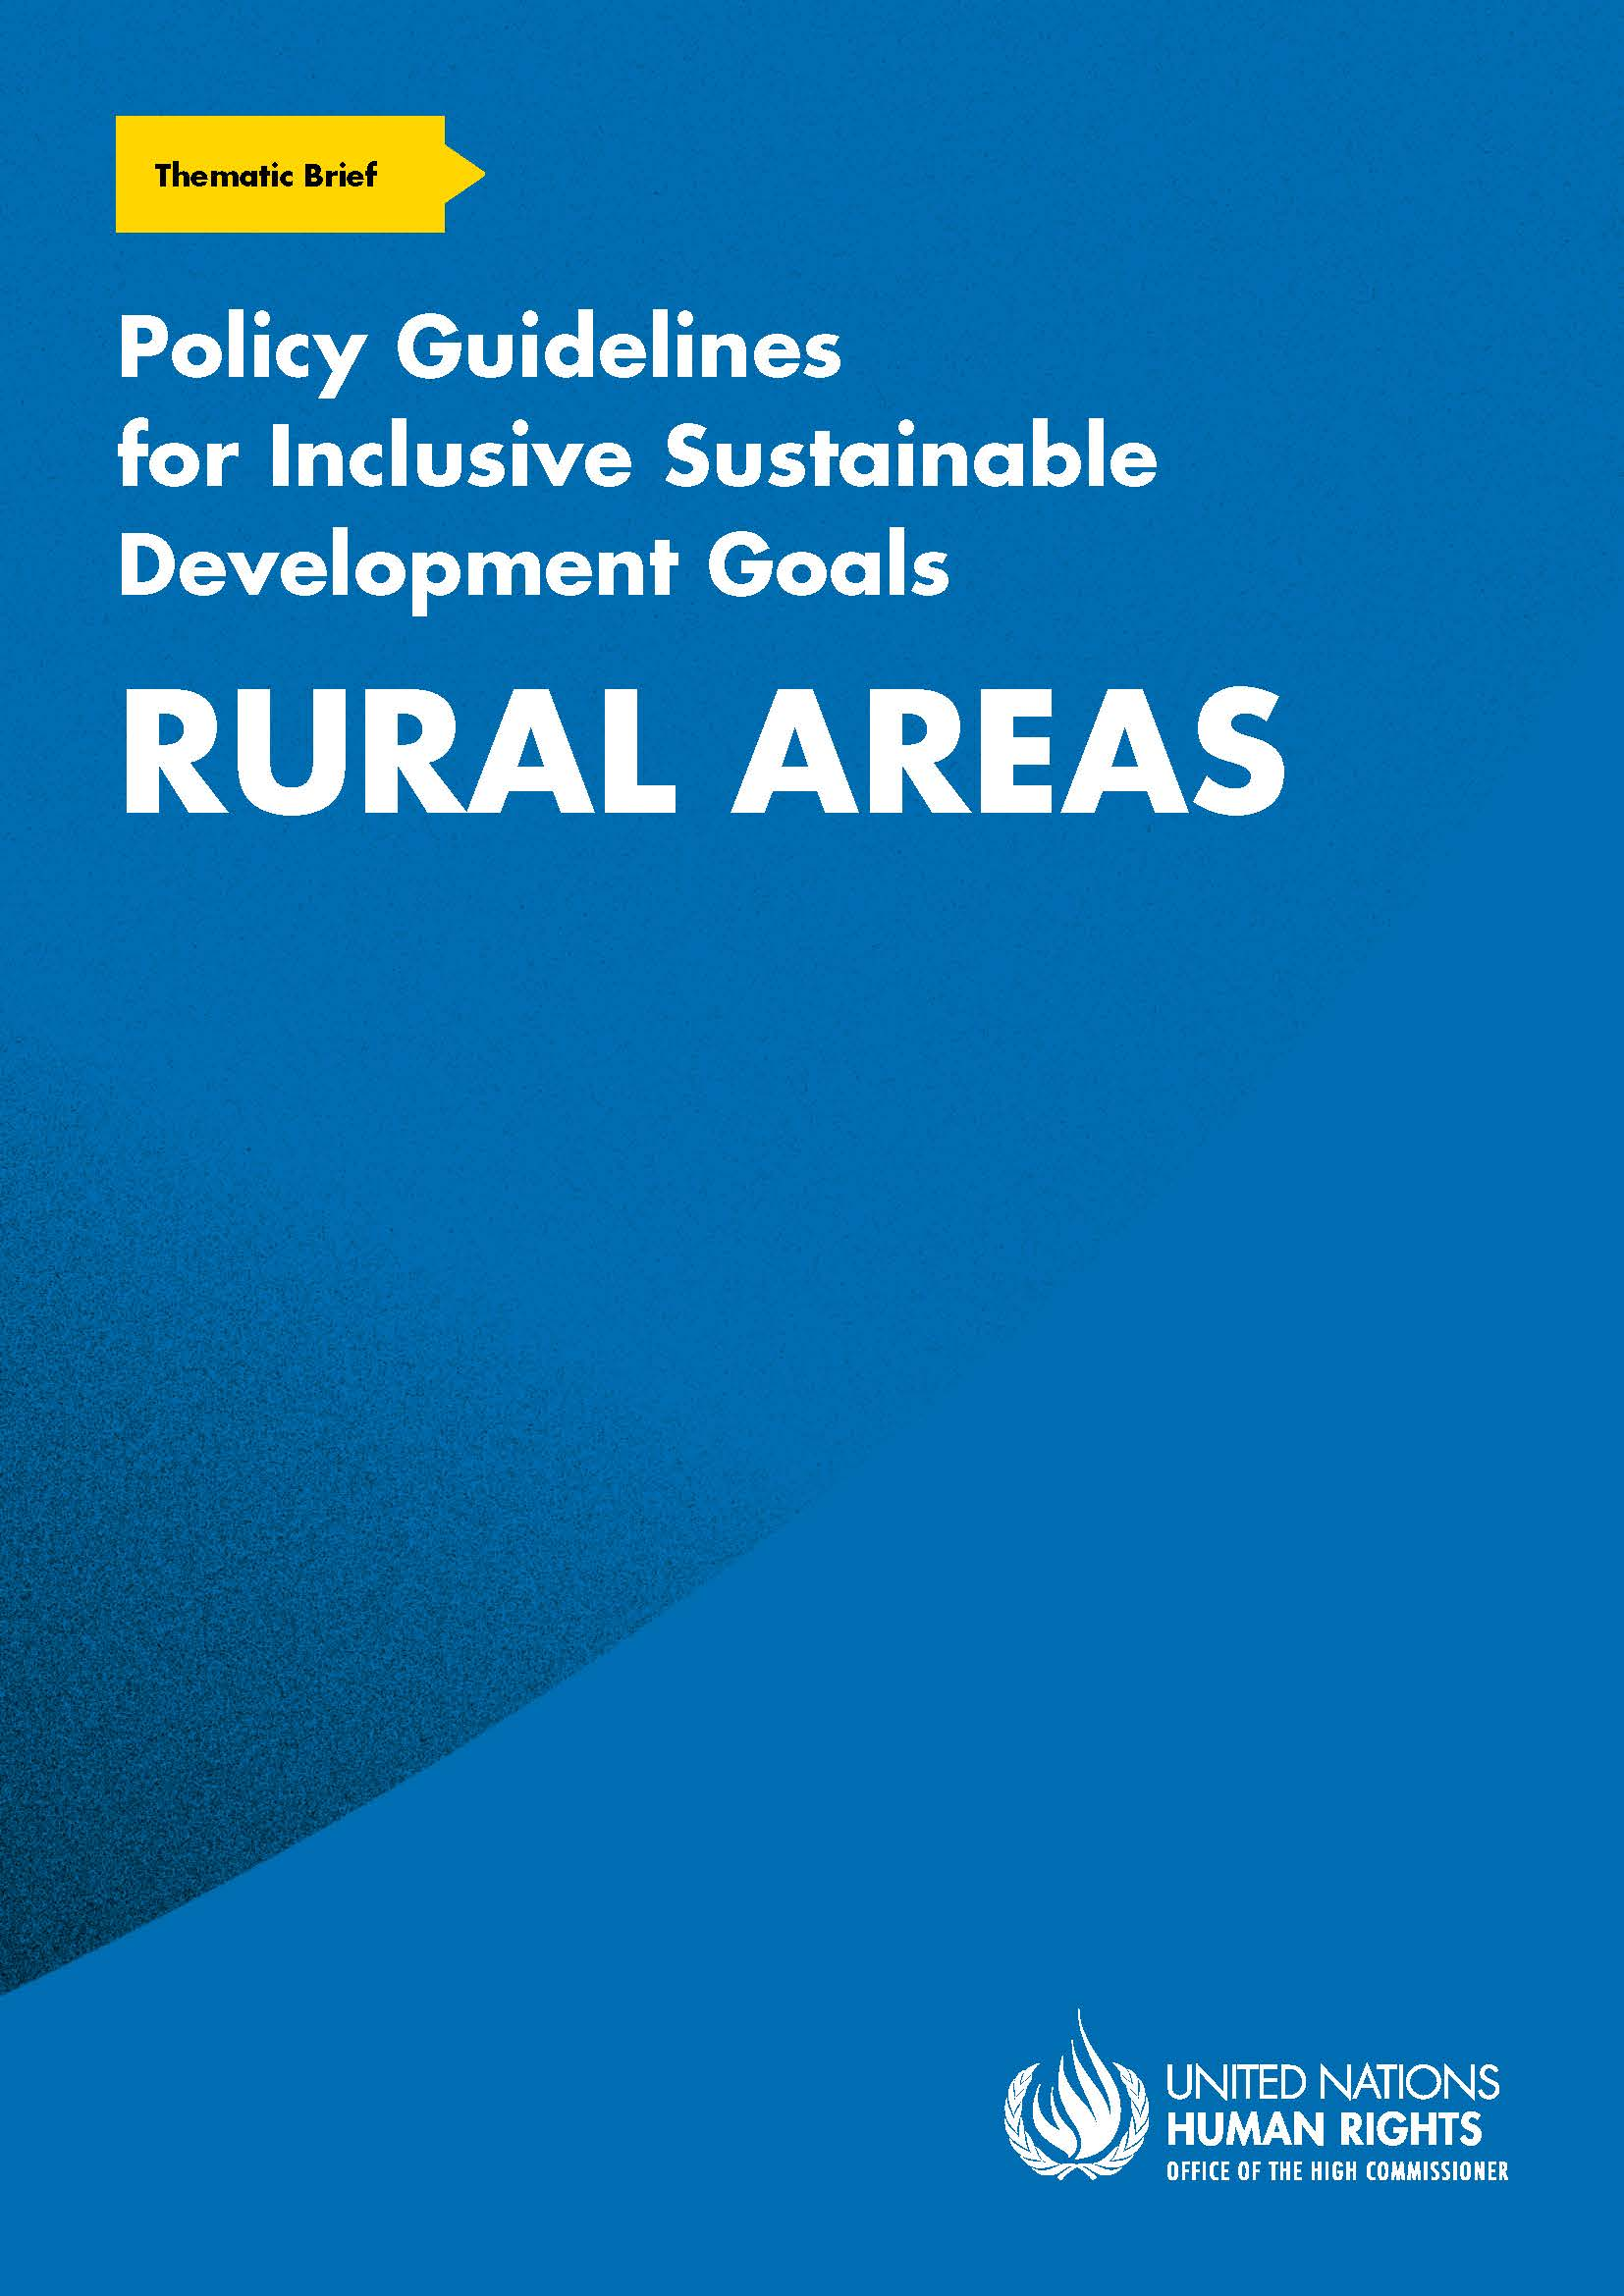 Thematic Brief
Policy Guidelines
for Inclusive Sustainable
Development Goals
RURAL AREAS
UNITED NATIONS
HUMAN RIGHTS
OFFICE OF THE HIGH COMMISSIONER